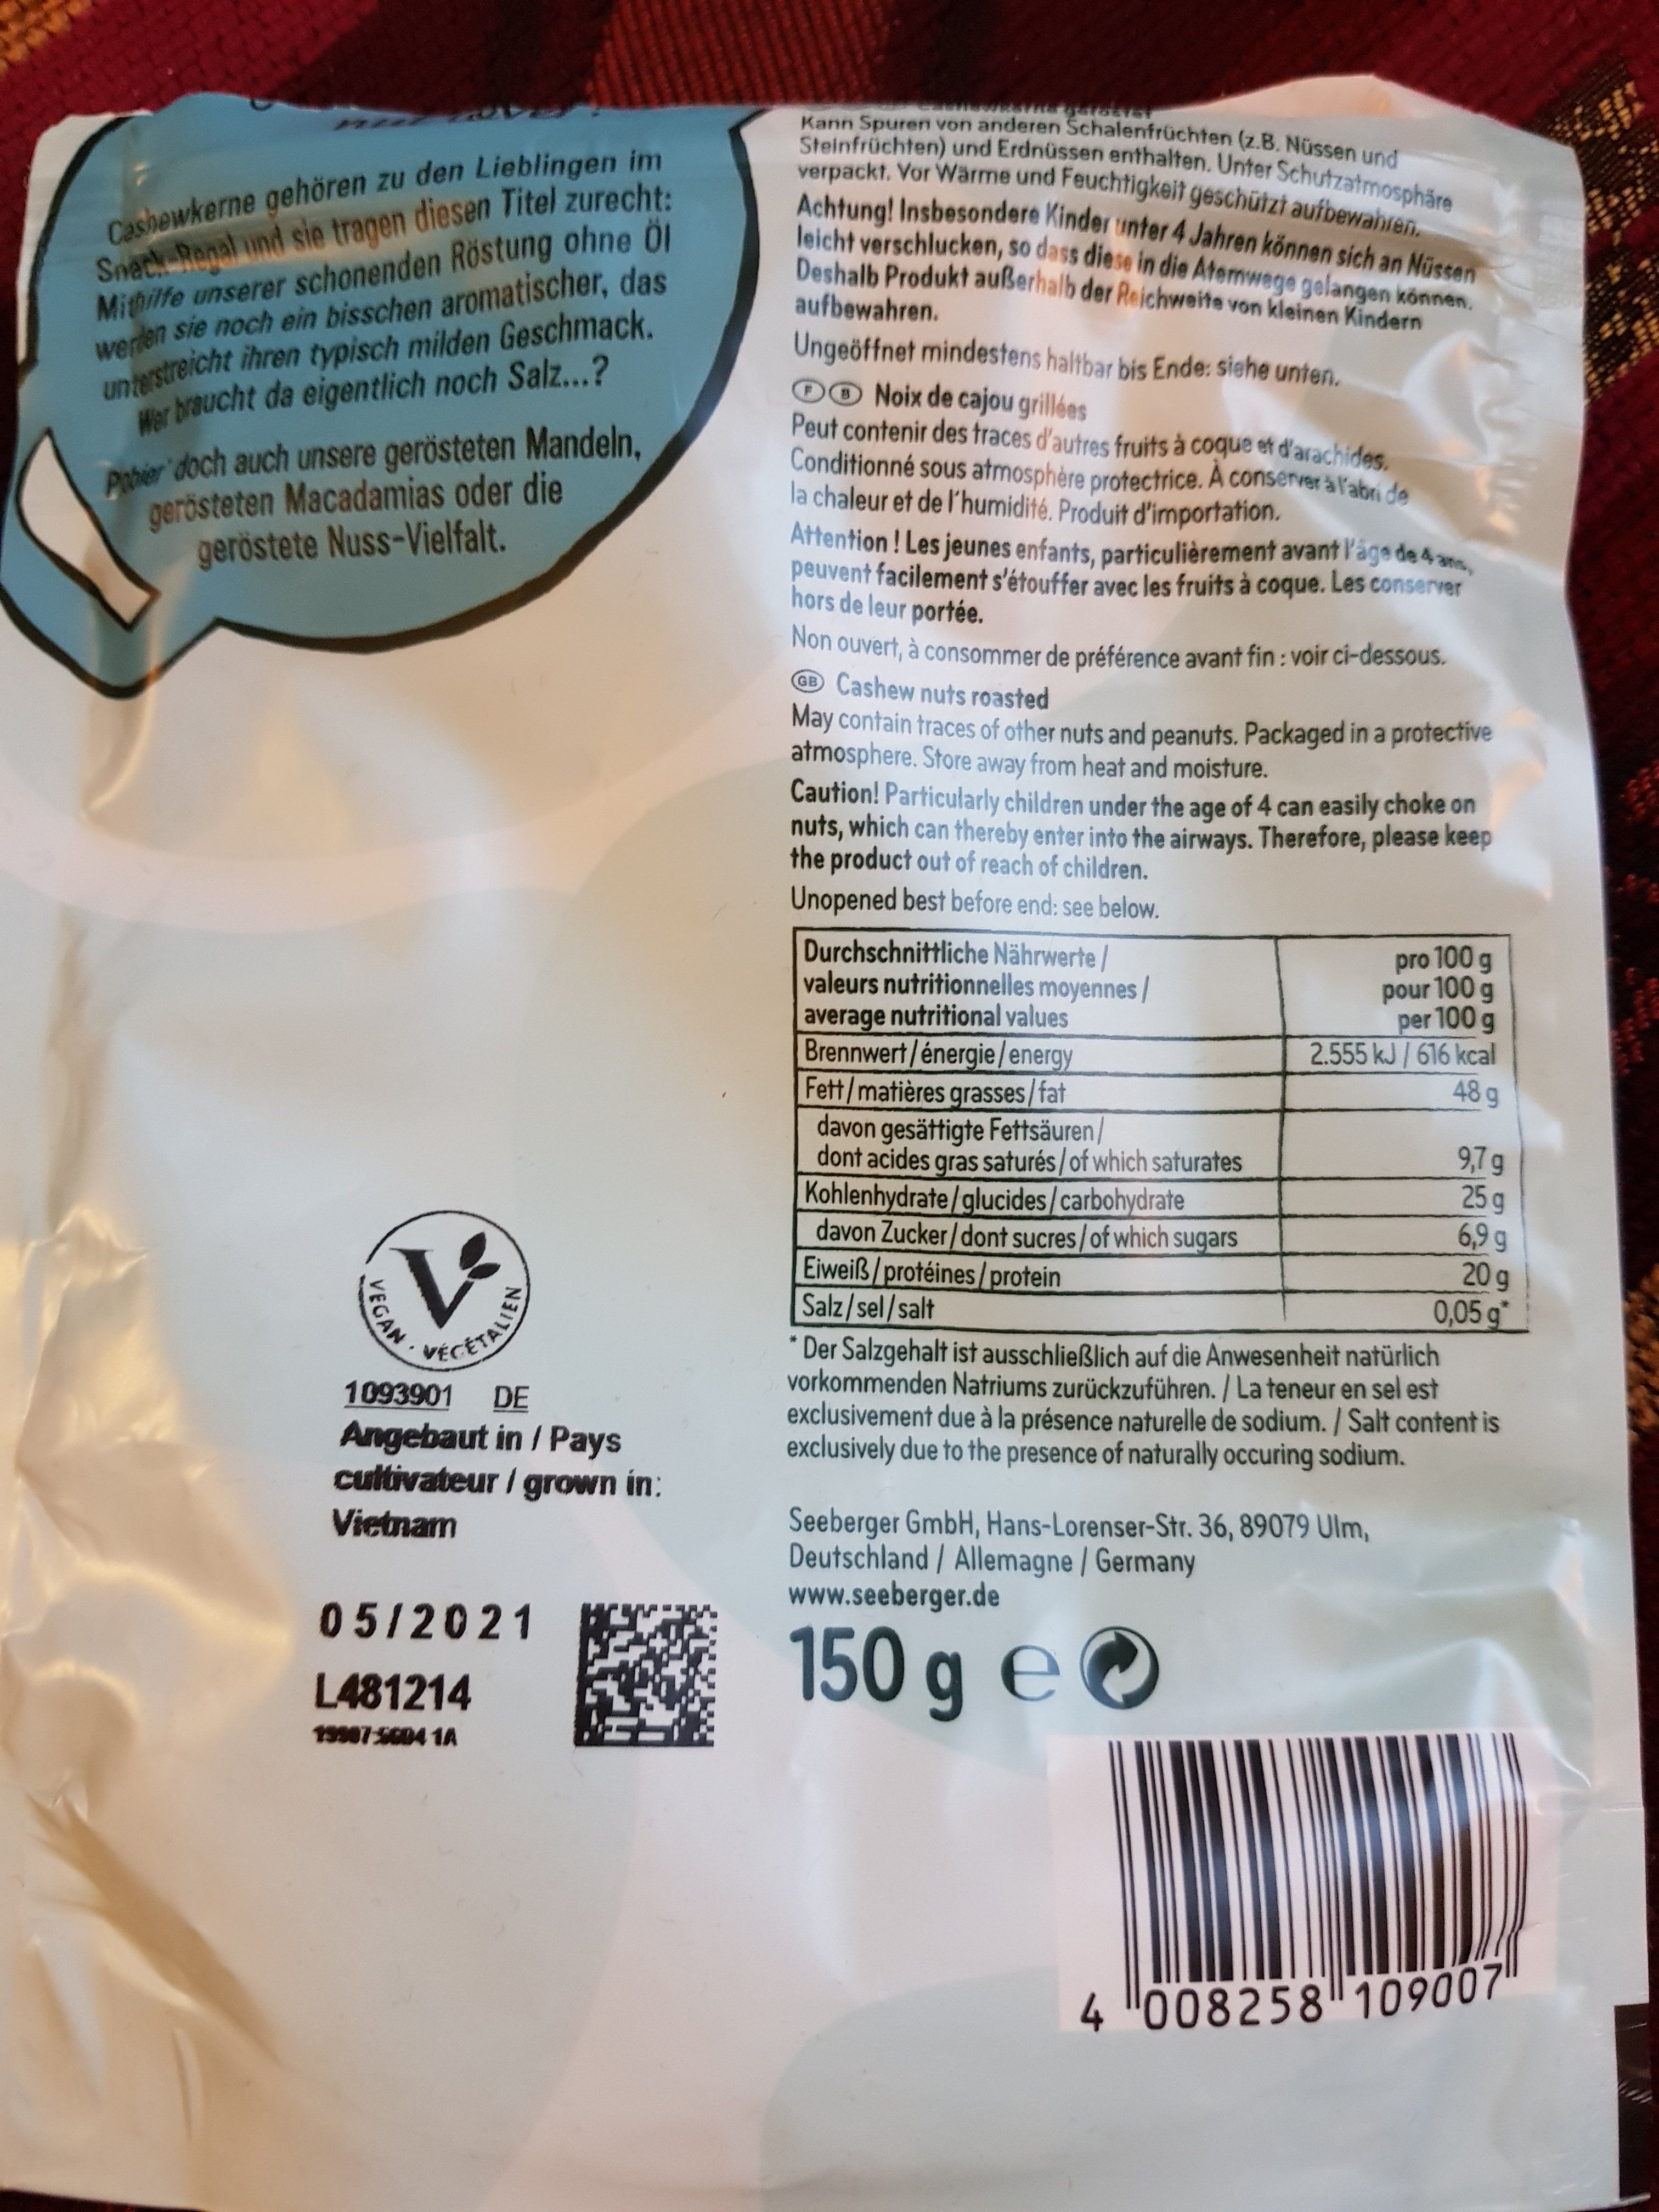 Cashewkerne gehören zu den Lieblingen im
Snack-Regal und sie tragen diesen Titel zurecht:
Mithilfe unserer schonenden Röstung ohne Öl
werden sie noch ein bisschen aromatischer, das
unterstreicht ihren typisch milden Geschmack.
Wer braucht da eigentlich noch Salz...?
Probier' doch auch unsere gerösteten Mandeln,
gerösteten Macadamias oder die
geröstete Nuss-Vielfalt.
VEGAN · VÉGÉTALIEN
1093901 DE
Angebaut in / Pays
cultivateur / grown in:
Vietnam
05/2021
L481214
Cashewkerne geröstet
Kann Spuren von anderen Schalenfrüchten (z.B. Nüssen und
Steinfrüchten) und Erdnüssen enthalten. Unter Schutzatmosphäre
verpackt. Vor Wärme und Feuchtigkeit geschützt aufbewahren.
Achtung! Insbesondere Kinder unter 4 Jahren können sich an Nüssen
leicht verschlucken, so dass diese in die Atemwege gelangen können.
Deshalb Produkt außerhalb der Reichweite von kleinen Kindern
aufbewahren.
Ungeöffnet mindestens haltbar bis Ende: siehe unten.
F B Noix de cajou grillées
Peut contenir des traces d'autres fruits à coque et d'arachides.
Conditionné sous atmosphère protectrice. À conserver à l'abri de
la chaleur et de l'humidité. Produit d'importation.
Attention ! Les jeunes enfants, particulièrement avant l'âge de 4 ans,
peuvent facilement s'étouffer avec les fruits à coque. Les conserver
hors de leur portée.
Non ouvert, à consommer de préférence avant fin : voir ci-dessous.
GB Cashew nuts roasted
May contain traces of other nuts and peanuts. Packaged in a protective
atmosphere. Store away from heat and moisture.
Caution! Particularly children under the age of 4 can easily choke on
nuts, which can thereby enter into the airways. Therefore, please keep
the product out of reach of children.
Unopened best before end: see below.
Durchschnittliche Nährwerte / pro 100 g
valeurs nutritionnelles moyennes / pour 100 g
average nutritional values per 100 g
Brennwert/énergie/energy 2.555 kJ / 616 kcal
Fett/matières grasses/fat 48 g
davon gesättigte Fettsäuren/
dont acides gras saturés/of which saturates 9,7 g
Kohlenhydrate/glucides/carbohydrate 25 g
davon Zucker/dont sucres/of which sugars 6,9 g
Eiweiß/protéines/protein 20 g
Salz/sel/salt 0,05 g*
* Der Salzgehalt ist ausschließlich auf die Anwesenheit natürlich
vorkommenden Natriums zurückzuführen. / La teneur en sel est
exclusivement due à la présence naturelle de sodium. / Salt content is
exclusively due to the presence of naturally occuring sodium.
Seeberger GmbH, Hans-Lorenser-Str. 36, 89079 Ulm,
Deutschland / Allemagne / Germany
www.seeberger.de
150 g e
4 008258 109007